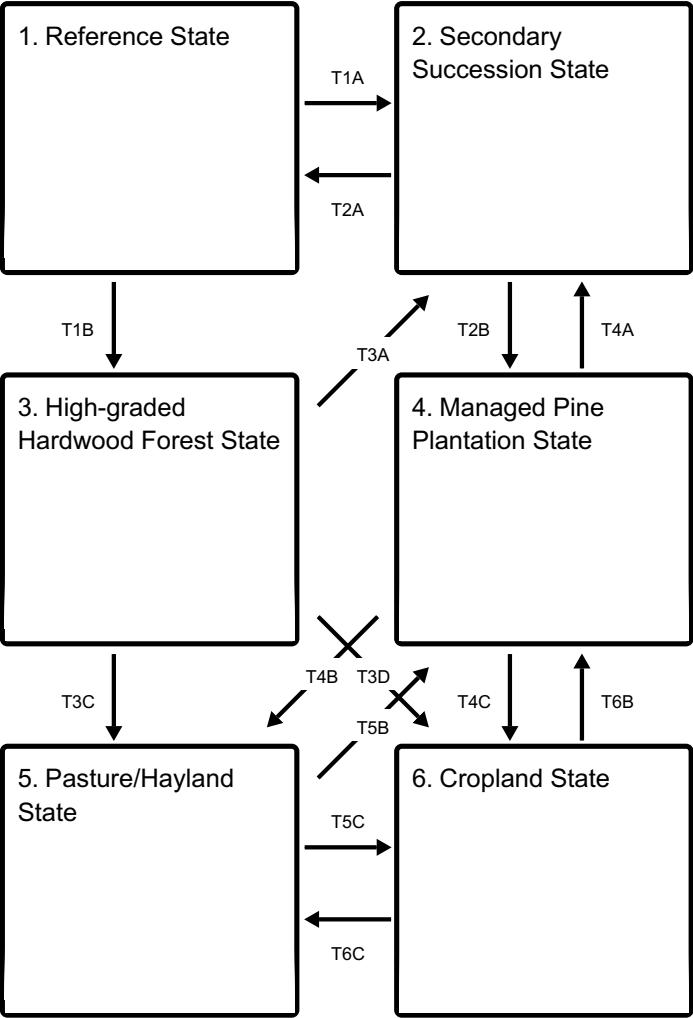 1. Reference State
2. Secondary
Succession State
T1A
T2A
T1B
T3A
T2B
T4A
3. High-graded
Hardwood Forest State
4. Managed Pine
Plantation State
T3C
T4B
T3D
T5B
T4C
T6B
5. Pasture/Hayland
State
6. Cropland State
T5C
T6C